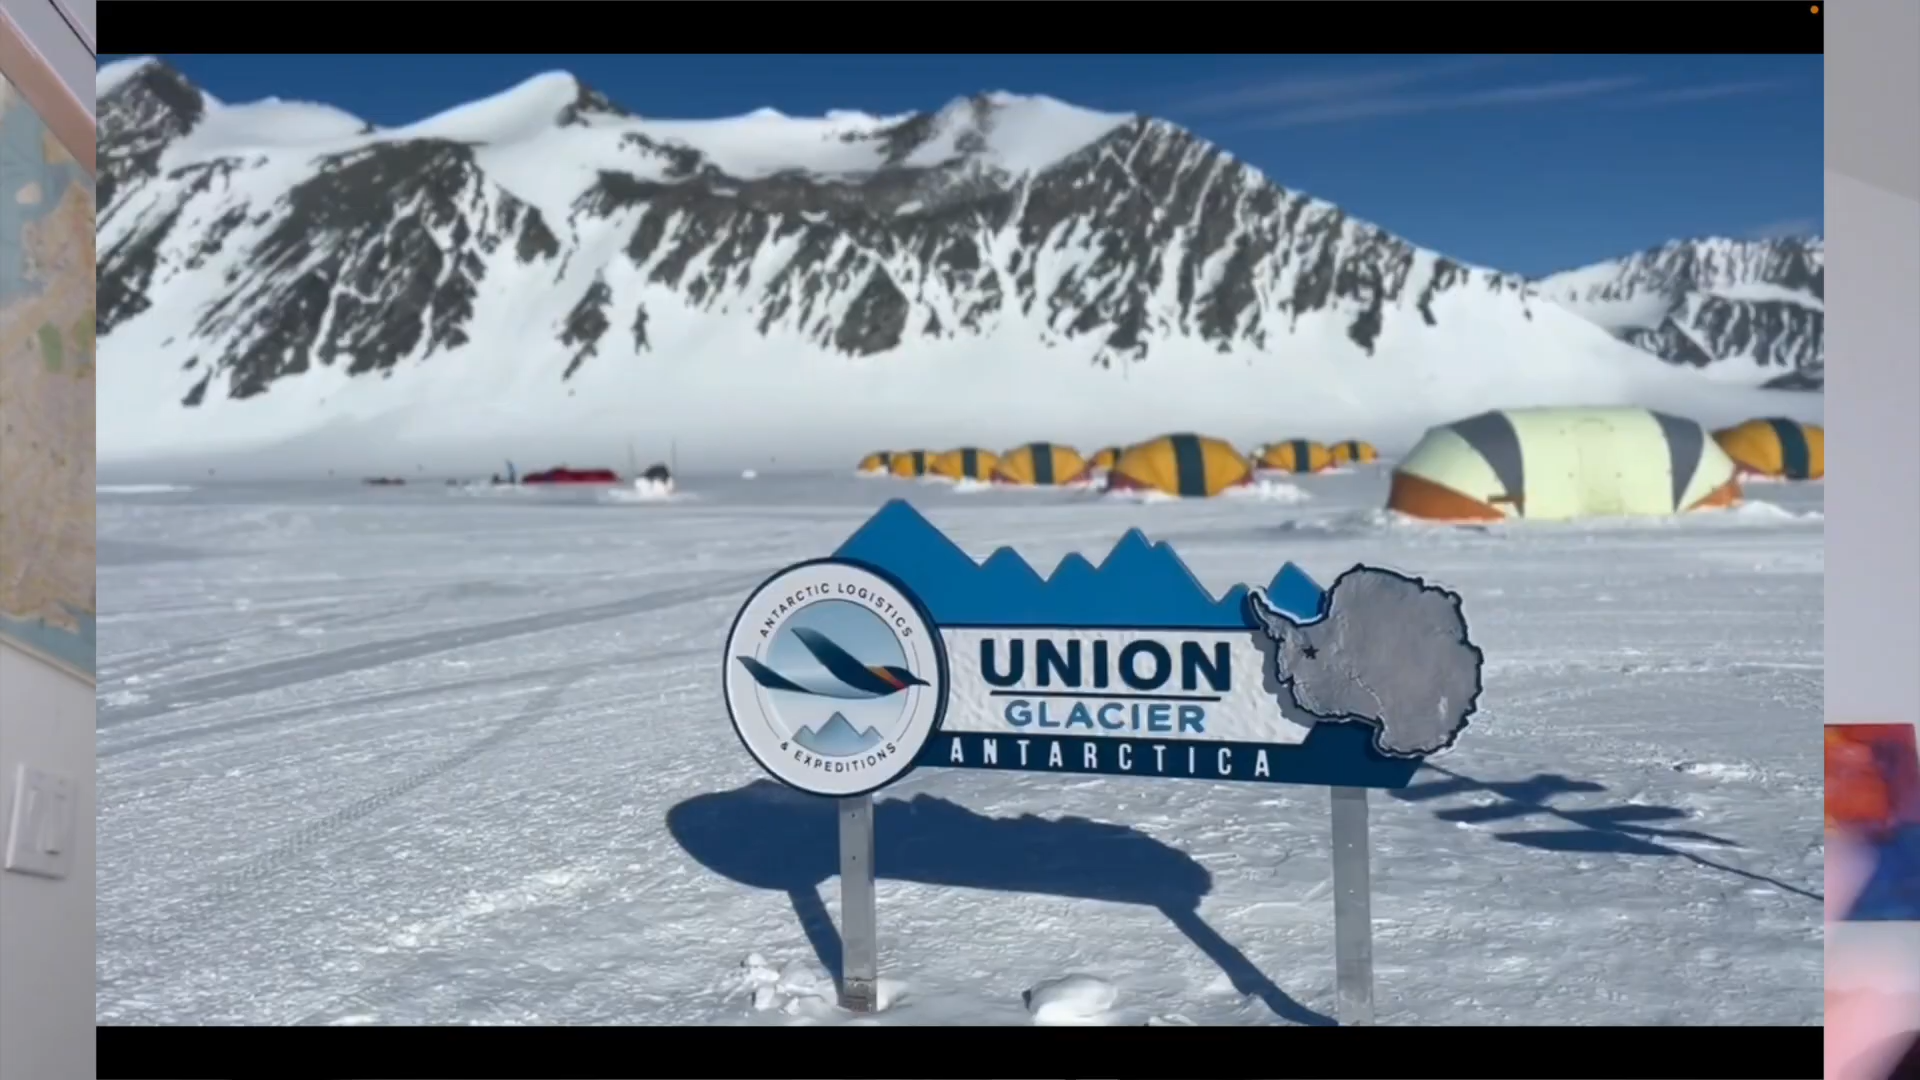 ANTARCTIC LOGISTICS
& EXPEDITIONS
UNION
GLACIER
ANTARCTICA